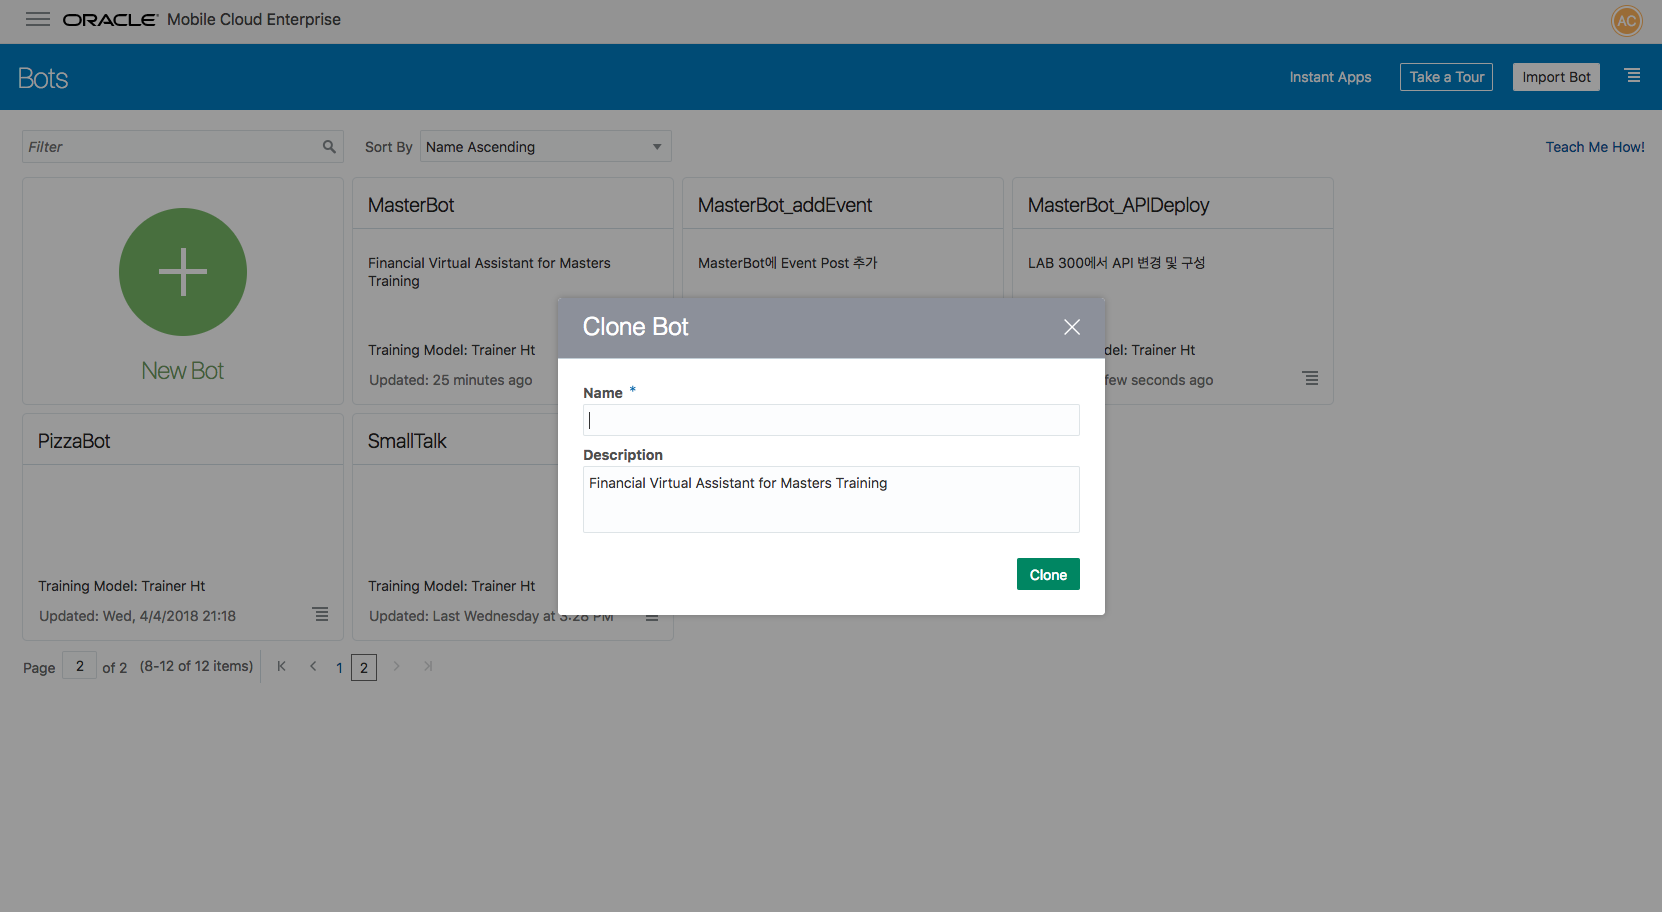 ORACLE Mobile Cloud Enterprise
AC
Bots
Instant Apps
Take a Tour
Import Bot
Filter
Sort By
Name Ascending
Teach Me How!
New Bot
MasterBot
Financial Virtual Assistant for Masters
Training
Training Model: Trainer Ht
Updated: 25 minutes ago
MasterBot_addEvent
MasterBot에 Event Post 추가
MasterBot_APIDeploy
LAB 300에서 API 변경 및 구성
del: Trainer Ht
few seconds ago
Clone Bot
Name *
Description
Financial Virtual Assistant for Masters Training
Clone
PizzaBot
Training Model: Trainer Ht
Updated: Wed, 4/4/2018 21:18
SmallTalk
Training Model: Trainer Ht
Updated: Last Wednesday at 3:28 PM
Page 2 of 2 (8-12 of 12 items) 1 2